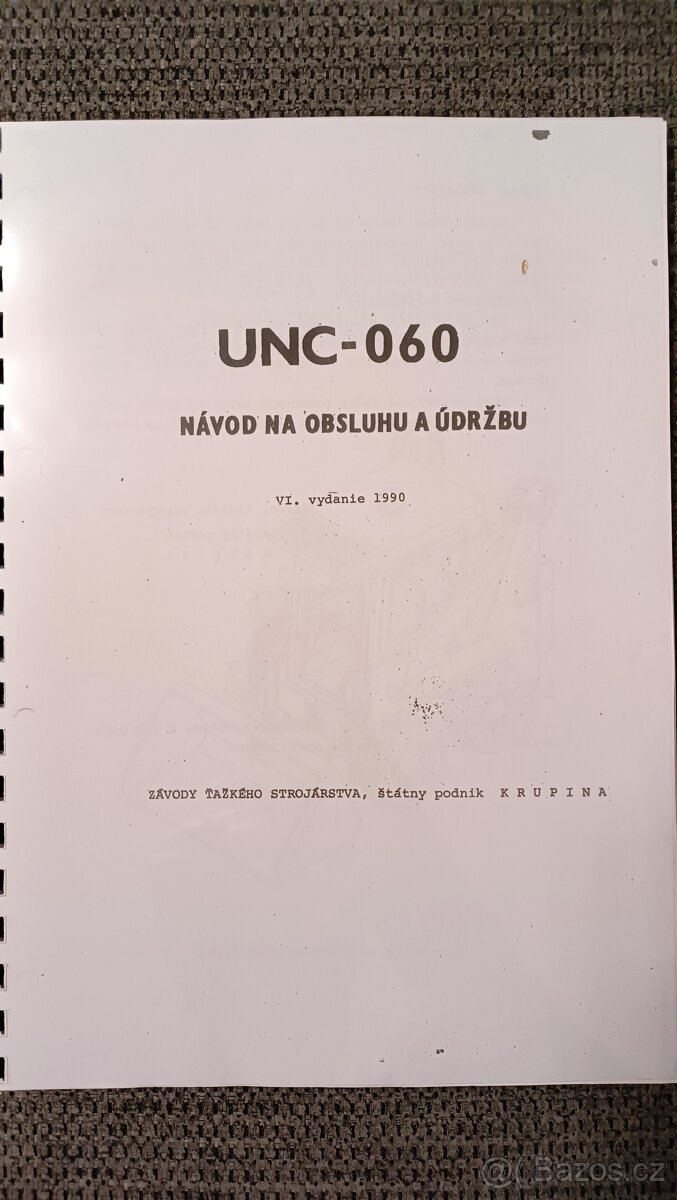 UNC-060
NÁVOD NA OBSLUHU A ÚDRŽBU
VI. vydanie 1990
ZÁVODY ŤAŽKÉHO STROJÁRSTVA, štátny podnik K R U P I N A
@ Bazos.cz